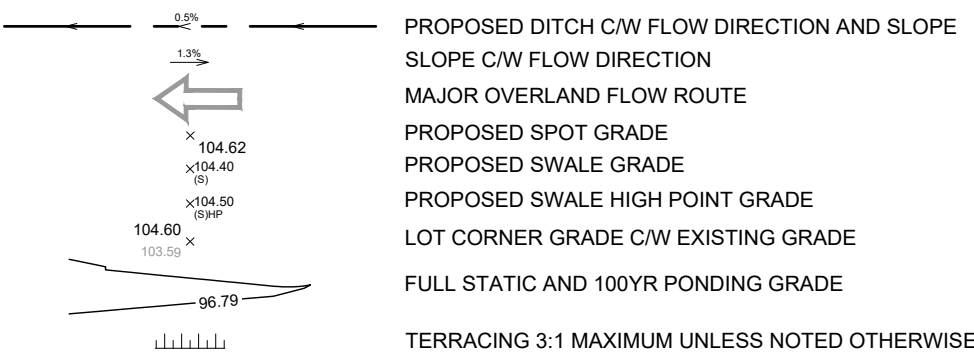 0.5% PROPOSED DITCH C/W FLOW DIRECTION AND SLOPE
1.3% SLOPE C/W FLOW DIRECTION
MAJOR OVERLAND FLOW ROUTE
104.62 PROPOSED SPOT GRADE
104.40 PROPOSED SWALE GRADE
(S)
104.50 PROPOSED SWALE HIGH POINT GRADE
(S)HP
104.60 LOT CORNER GRADE C/W EXISTING GRADE
103.59
96.79 FULL STATIC AND 100YR PONDING GRADE
TERRACING 3:1 MAXIMUM UNLESS NOTED OTHERWISE